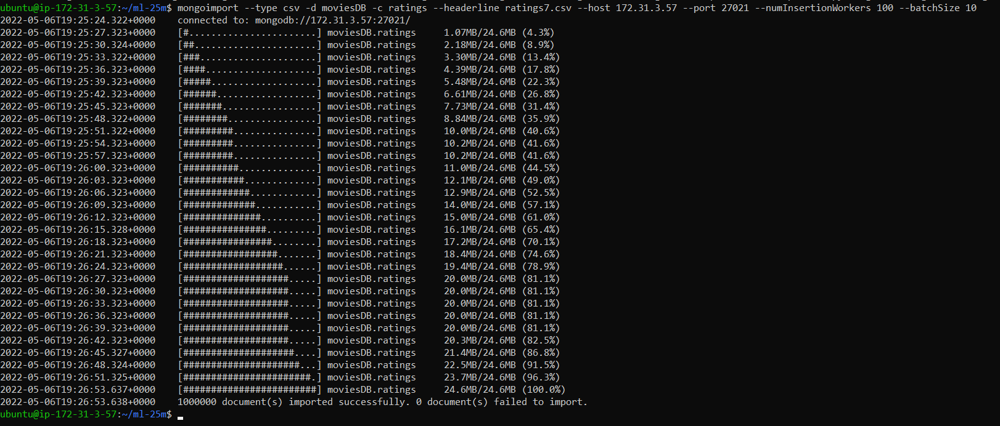 ubuntu@ip-172-31-3-57:~/ml-25m$ mongoimport --type csv -d moviesDB -c ratings --headerline ratings7.csv --host 172.31.3.57 --port 27021 --numInsertionWorkers 100 --batchSize 10
2022-05-06T19:25:24.322+0000    connected to: mongodb://172.31.3.57:27021/
2022-05-06T19:25:27.323+0000    [#.......................] moviesDB.ratings     1.07MB/24.6MB (4.3%)
2022-05-06T19:25:30.324+0000    [##......................] moviesDB.ratings     2.18MB/24.6MB (8.9%)
2022-05-06T19:25:33.322+0000    [###.....................] moviesDB.ratings     3.30MB/24.6MB (13.4%)
2022-05-06T19:25:36.323+0000    [####....................] moviesDB.ratings     4.39MB/24.6MB (17.8%)
2022-05-06T19:25:39.323+0000    [#####...................] moviesDB.ratings     5.48MB/24.6MB (22.3%)
2022-05-06T19:25:42.323+0000    [######..................] moviesDB.ratings     6.61MB/24.6MB (26.8%)
2022-05-06T19:25:45.323+0000    [#######.................] moviesDB.ratings     7.73MB/24.6MB (31.4%)
2022-05-06T19:25:48.322+0000    [########................] moviesDB.ratings     8.84MB/24.6MB (35.9%)
2022-05-06T19:25:51.322+0000    [#########...............] moviesDB.ratings     10.0MB/24.6MB (40.6%)
2022-05-06T19:25:54.323+0000    [#########...............] moviesDB.ratings     10.2MB/24.6MB (41.6%)
2022-05-06T19:25:57.323+0000    [#########...............] moviesDB.ratings     10.2MB/24.6MB (41.6%)
2022-05-06T19:26:00.323+0000    [##########..............] moviesDB.ratings     11.0MB/24.6MB (44.5%)
2022-05-06T19:26:03.323+0000    [###########.............] moviesDB.ratings     12.1MB/24.6MB (49.0%)
2022-05-06T19:26:06.323+0000    [############............] moviesDB.ratings     12.9MB/24.6MB (52.5%)
2022-05-06T19:26:09.323+0000    [#############...........] moviesDB.ratings     14.0MB/24.6MB (57.1%)
2022-05-06T19:26:12.323+0000    [##############..........] moviesDB.ratings     15.0MB/24.6MB (61.0%)
2022-05-06T19:26:15.328+0000    [###############.........] moviesDB.ratings     16.1MB/24.6MB (65.4%)
2022-05-06T19:26:18.323+0000    [################........] moviesDB.ratings     17.2MB/24.6MB (70.1%)
2022-05-06T19:26:21.323+0000    [#################.......] moviesDB.ratings     18.4MB/24.6MB (74.6%)
2022-05-06T19:26:24.323+0000    [##################......] moviesDB.ratings     19.4MB/24.6MB (78.9%)
2022-05-06T19:26:27.323+0000    [###################.....] moviesDB.ratings     20.0MB/24.6MB (81.1%)
2022-05-06T19:26:30.323+0000    [###################.....] moviesDB.ratings     20.0MB/24.6MB (81.1%)
2022-05-06T19:26:33.323+0000    [###################.....] moviesDB.ratings     20.0MB/24.6MB (81.1%)
2022-05-06T19:26:36.323+0000    [###################.....] moviesDB.ratings     20.0MB/24.6MB (81.1%)
2022-05-06T19:26:39.323+0000    [###################.....] moviesDB.ratings     20.0MB/24.6MB (81.1%)
2022-05-06T19:26:42.323+0000    [###################.....] moviesDB.ratings     20.3MB/24.6MB (82.5%)
2022-05-06T19:26:45.327+0000    [####################....] moviesDB.ratings     21.4MB/24.6MB (86.8%)
2022-05-06T19:26:48.324+0000    [#####################...] moviesDB.ratings     22.5MB/24.6MB (91.5%)
2022-05-06T19:26:51.325+0000    [#######################.] moviesDB.ratings     23.7MB/24.6MB (96.3%)
2022-05-06T19:26:53.637+0000    [########################] moviesDB.ratings     24.6MB/24.6MB (100.0%)
2022-05-06T19:26:53.638+0000    1000000 document(s) imported successfully. 0 document(s) failed to import.
ubuntu@ip-172-31-3-57:~/ml-25m$